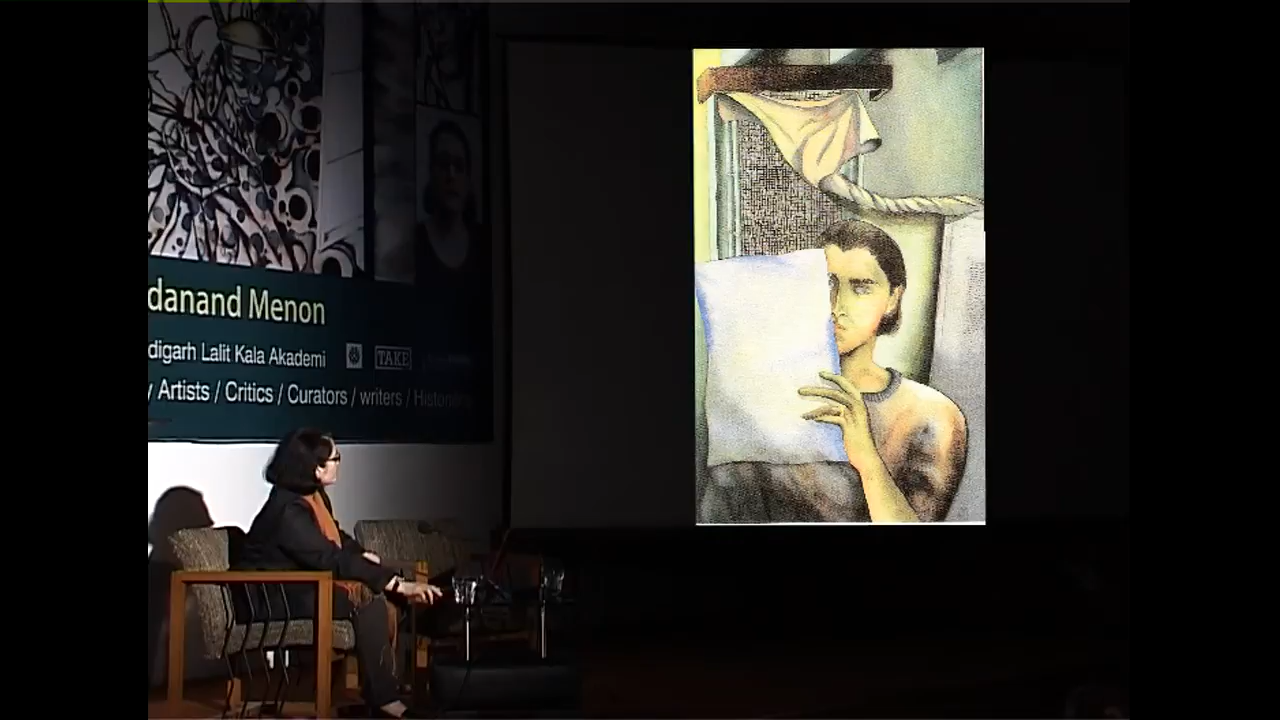 danand Menon
digarh Lalit Kala Akademi TAKE
Artists / Critics / Curators / writers /